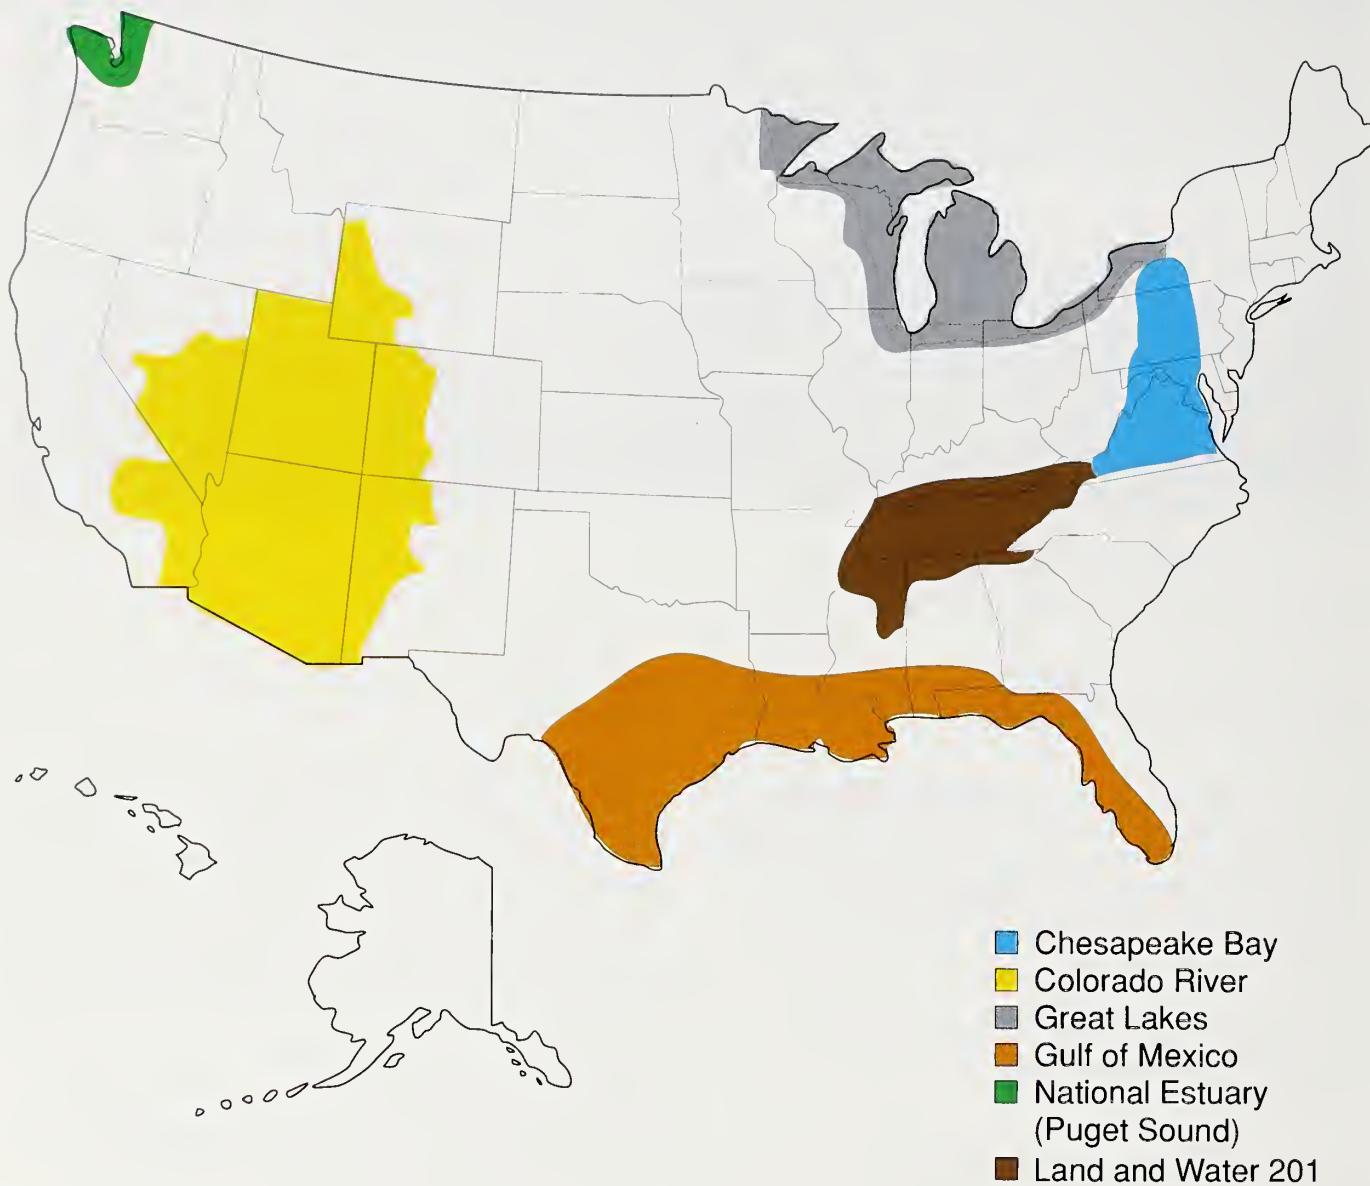 Chesapeake Bay
Colorado River
Great Lakes
Gulf of Mexico
National Estuary
(Puget Sound)
Land and Water 201